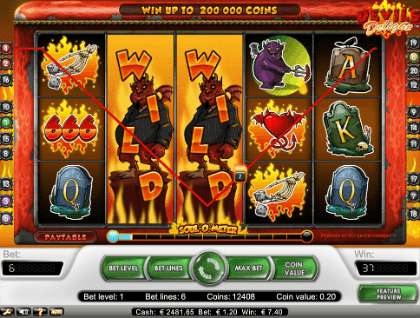 WIN UP TO 200 000 COINS
DEVIL'S
Delight
W I L D
W I L D
A
666
K
Q
Q
7
PAYTABLE
SOUL-O-METER
Bet:
6
BET LEVEL
BET LINES
MAX BET
COIN VALUE
Win:
37
Bet level: 1
Bet lines: 6
Coins: 12408
Coin value: 0.20
FEATURE PREVIEW
Cash: € 2481.65 Bet: € 1.20 Win: € 7.40